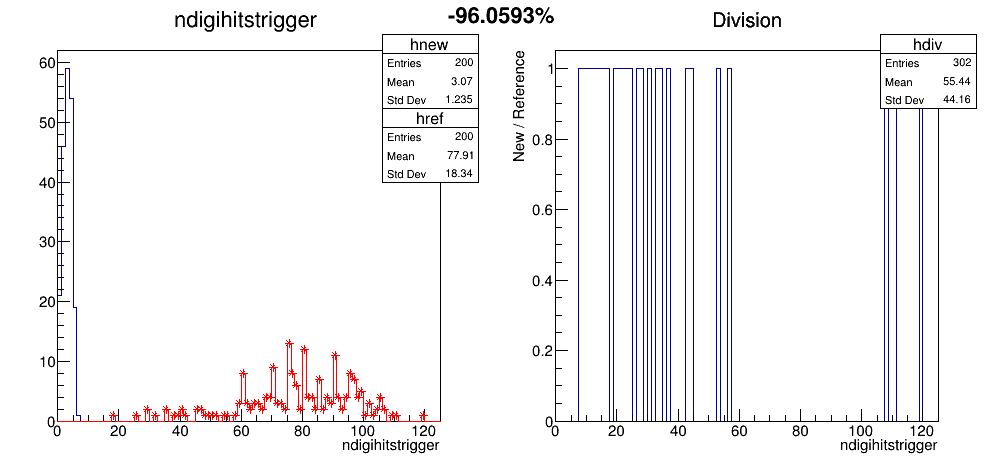 -96.0593%
ndigihitstrigger
hnew
Entries 200
Mean 3.07
Std Dev 1.235
href
Entries 200
Mean 77.91
Std Dev 18.34
60
50
40
30
20
10
0
0 20 40 60 80 100 120
ndigihitstrigger
Division
hdiv
Entries 302
Mean 55.44
Std Dev 44.16
New / Reference
1
0.8
0.6
0.4
0.2
0
0 20 40 60 80 100 120
ndigihitstrigger